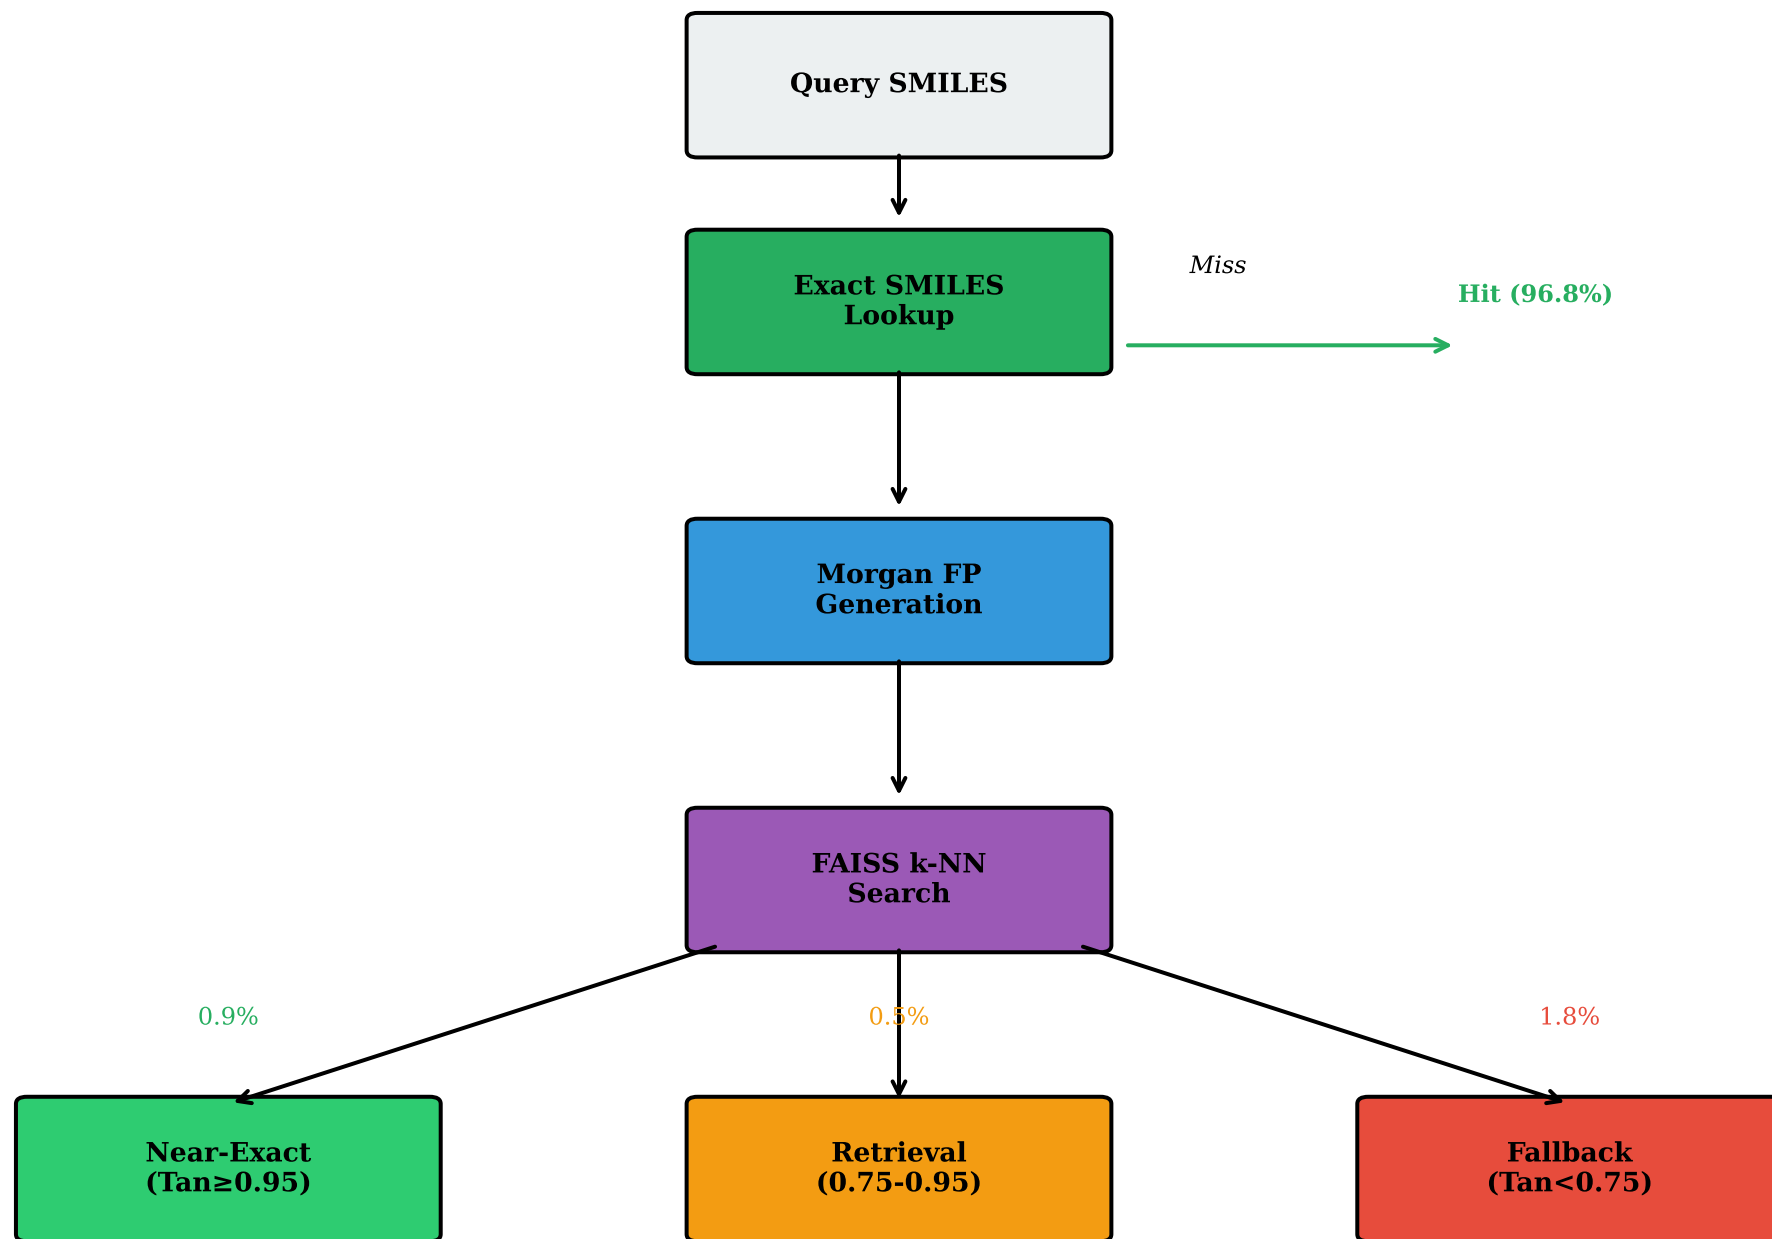 Query SMILES
Exact SMILES
Lookup
Miss
Hit (96.8%)
Morgan FP
Generation
FAISS k-NN
Search
0.9%
0.5%
1.8%
Near-Exact
(Tan≥0.95)
Retrieval
(0.75-0.95)
Fallback
(Tan<0.75)